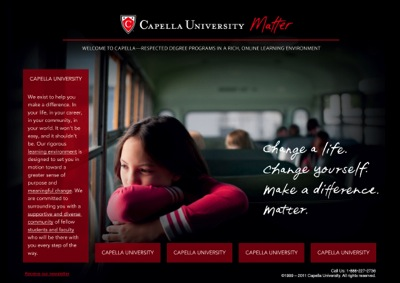 CAPELLA UNIVERSITY Matter
WELCOME TO CAPELLA—RESPECTED DEGREE PROGRAMS IN A RICH, ONLINE LEARNING ENVIRONMENT
CAPELLA UNIVERSITY
We exist to help you
make a difference. In
your life, in your career,
in your community, in
your world. It won't be
easy, and it shouldn't
be. Our rigorous
learning environment is
designed to set you in
motion toward a
greater sense of
purpose and
meaningful change. We
are committed to
surrounding you with a
supportive and diverse
community of fellow
students and faculty
who will be there with
you every step of the
way.
change a life.
change yourself.
make a difference.
matter.
CAPELLA UNIVERSITY
CAPELLA UNIVERSITY
CAPELLA UNIVERSITY
CAPELLA UNIVERSITY
Call Us: 1-888-227-2736
©1999 – 2011 Capella University. All rights reserved.